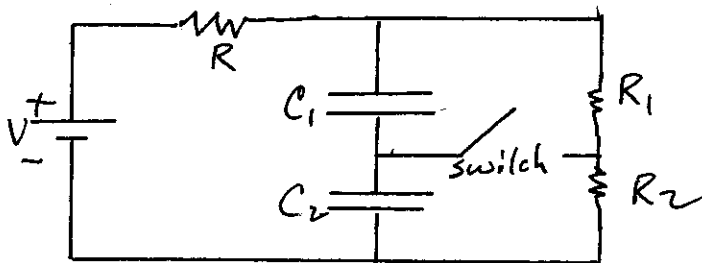 R
C₁
R₁
+
V
-
switch
C₂
R₂